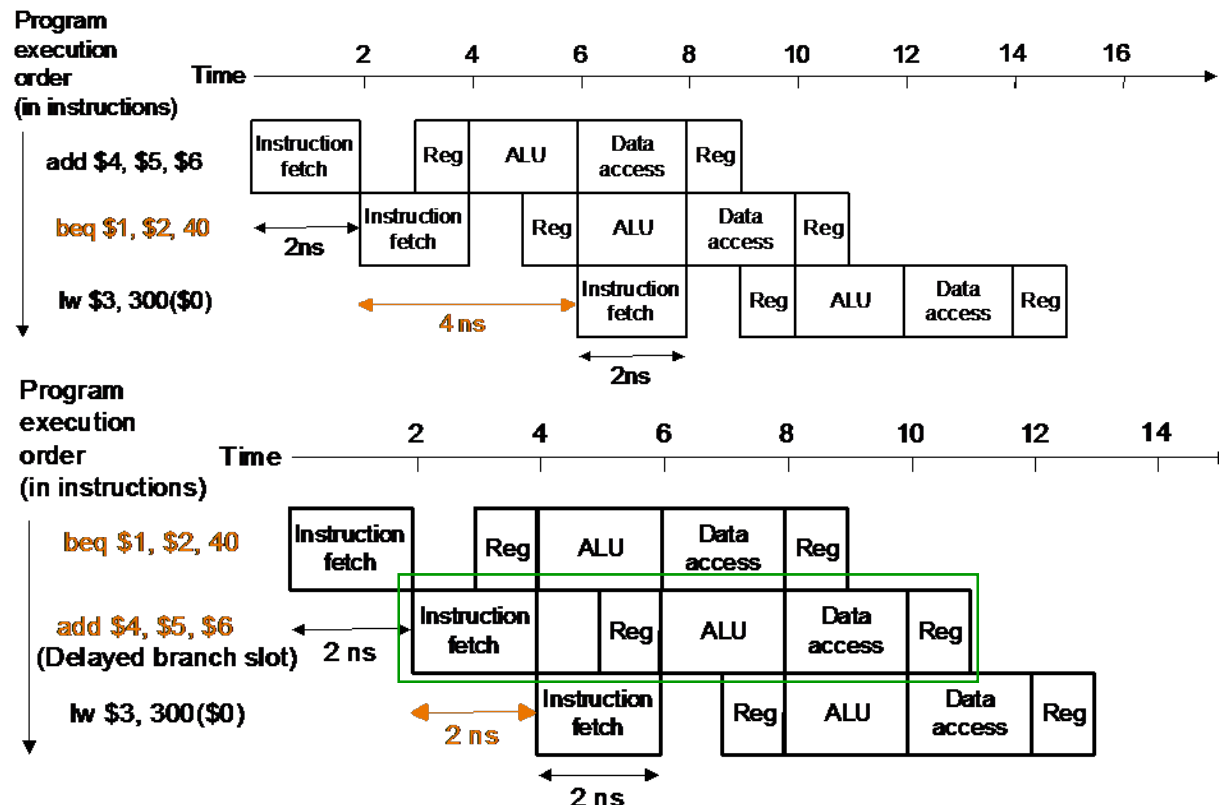 Program
execution
order
(in instructions)
Time
2 4 6 8 10 12 14 16
add $4, $5, $6
Instruction
fetch
Reg
ALU
Data
access
Reg
beq $1, $2, 40
2ns
Instruction
fetch
Reg
ALU
Data
access
Reg
lw $3, 300($0)
4 ns
Instruction
fetch
Reg
ALU
Data
access
Reg
2ns
Program
execution
order
(in instructions)
Time
2 4 6 8 10 12 14
beq $1, $2, 40
Instruction
fetch
Reg
ALU
Data
access
Reg
add $4, $5, $6
(Delayed branch slot)
2 ns
Instruction
fetch
Reg
ALU
Data
access
Reg
lw $3, 300($0)
2 ns
Instruction
fetch
Reg
ALU
Data
access
Reg
2 ns